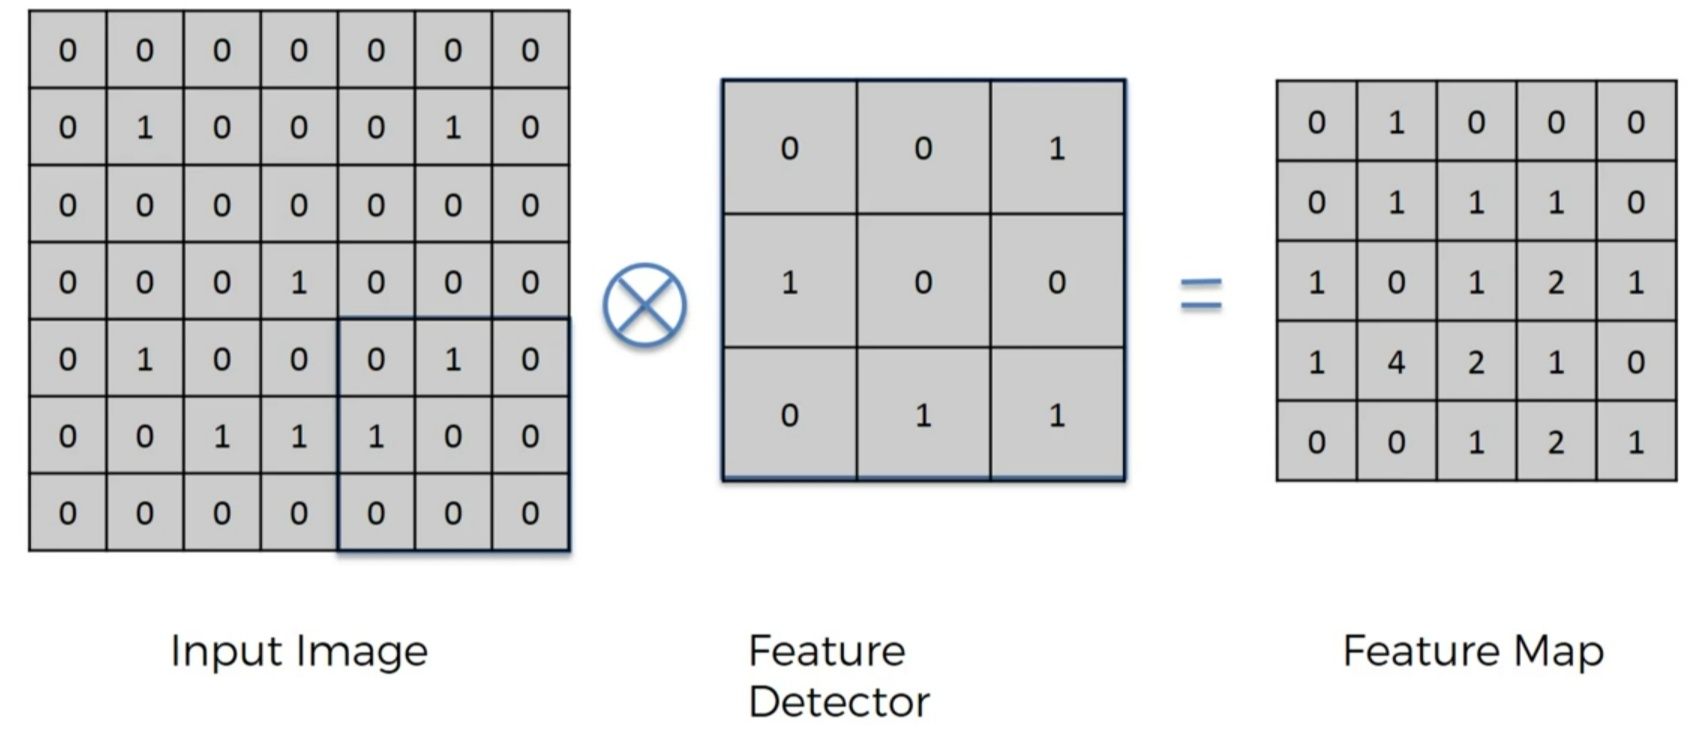 0 0 0 0 0 0 0
0 1 0 0 0 1 0
0 0 0 0 0 0 0
0 0 0 1 0 0 0
0 1 0 0 0 1 0
0 0 1 1 1 0 0
0 0 0 0 0 0 0
Input Image
0 0 1
1 0 0
0 1 1
Feature
Detector
=
0 1 0 0 0
0 1 1 1 0
1 0 1 2 1
1 4 2 1 0
0 0 1 2 1
Feature Map